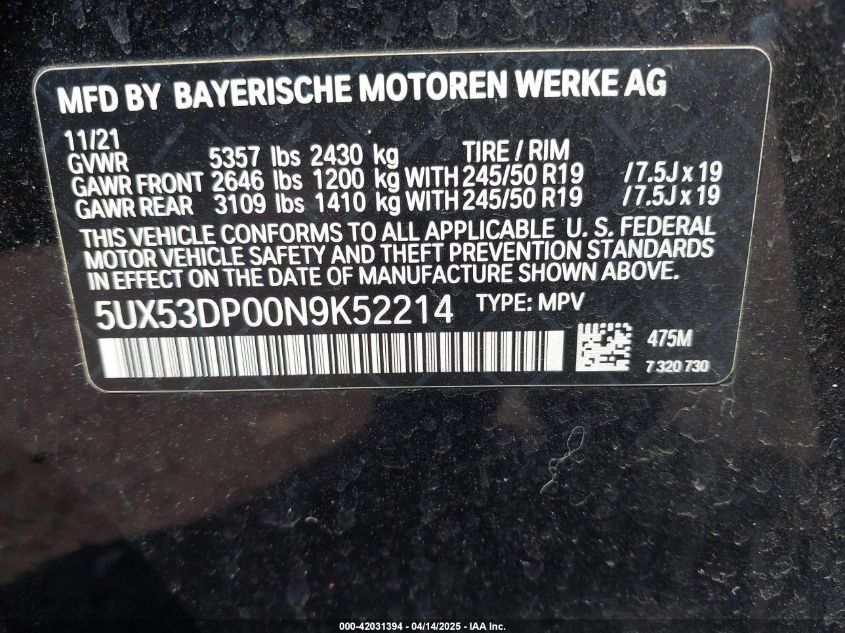 MFD BY BAYERISCHE MOTOREN WERKE AG
11/21
GVWR 5357 lbs 2430 kg TIRE / RIM
GAWR FRONT 2646 lbs 1200 kg WITH 245/50 R19 /7.5J x 19
GAWR REAR 3109 lbs 1410 kg WITH 245/50 R19 /7.5J x 19
THIS VEHICLE CONFORMS TO ALL APPLICABLE U. S. FEDERAL
MOTOR VEHICLE SAFETY AND THEFT PREVENTION STANDARDS
IN EFFECT ON THE DATE OF MANUFACTURE SHOWN ABOVE.
5UX53DP00N9K52214 TYPE: MPV
475M
7 320 730
000-42031394 - 04/14/2025 - IAA Inc.